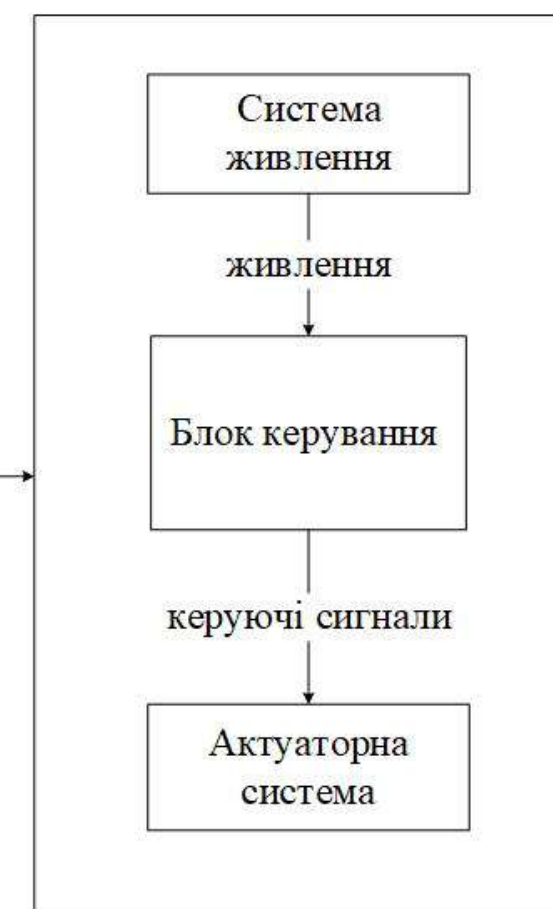 Система
живлення
живлення
Блок керування
керуючі сигнали
Актуаторна
система